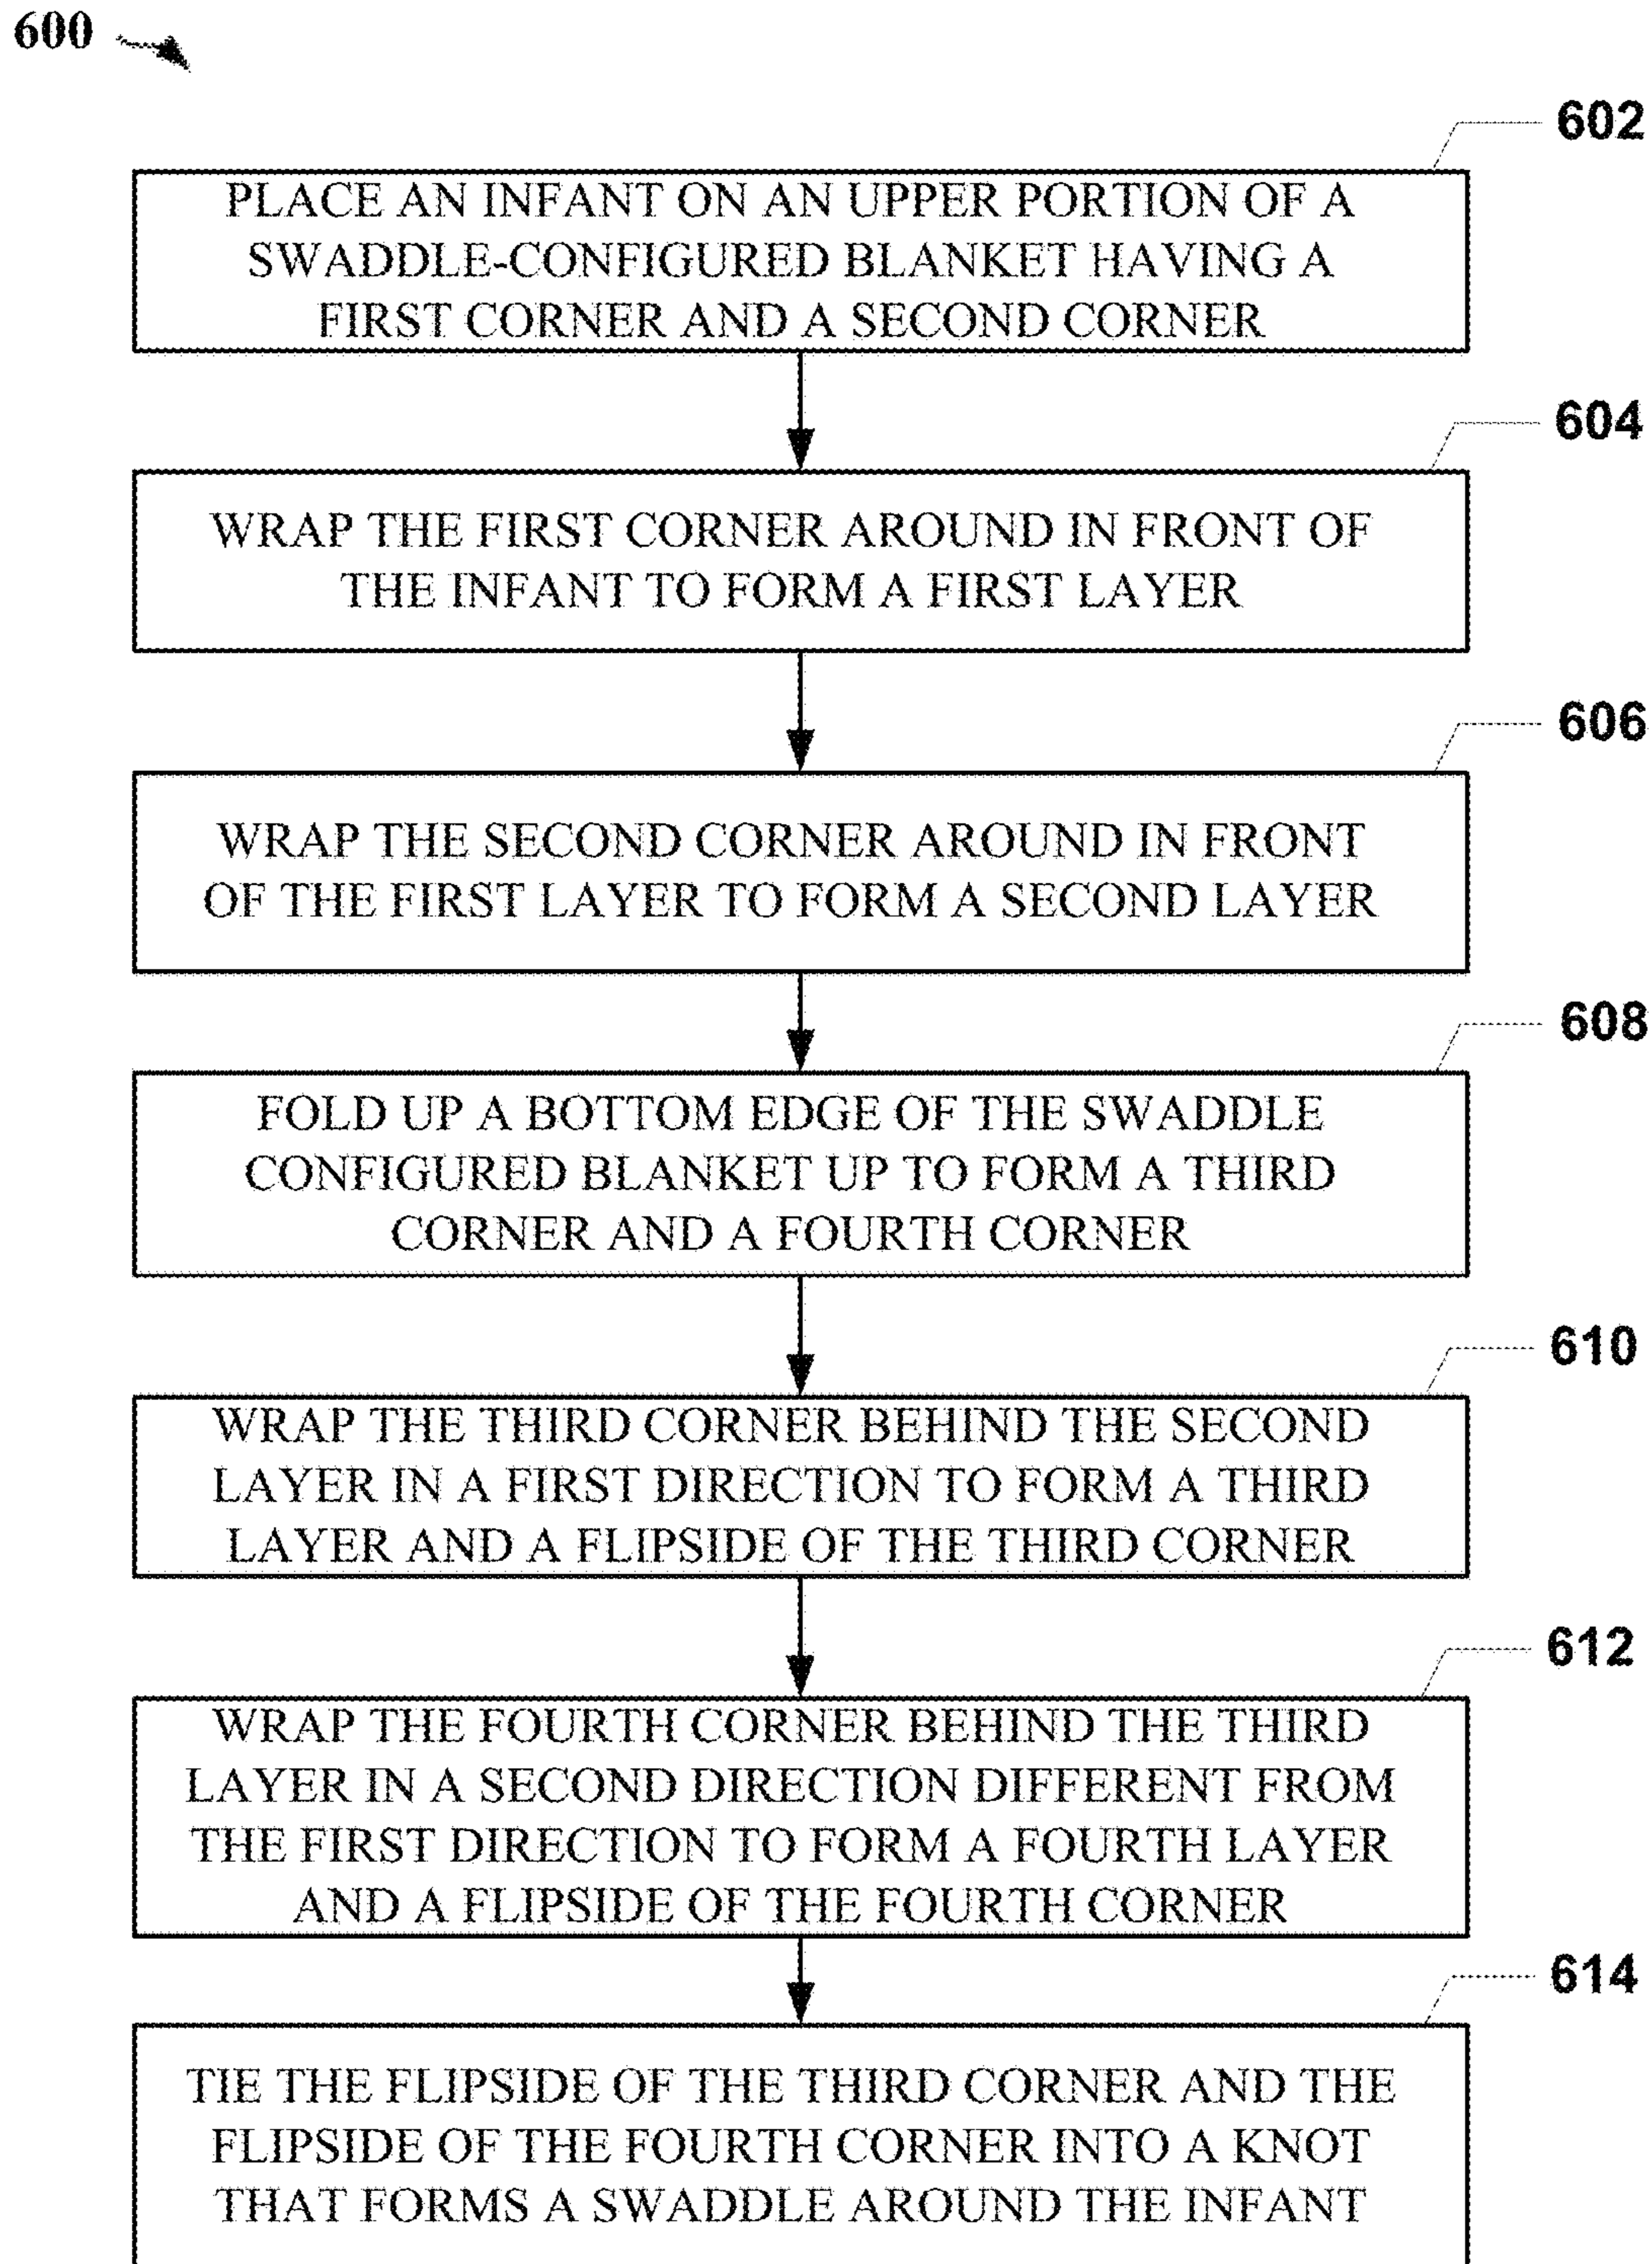 600
602
PLACE AN INFANT ON AN UPPER PORTION OF A
SWADDLE-CONFIGURED BLANKET HAVING A
FIRST CORNER AND A SECOND CORNER
604
WRAP THE FIRST CORNER AROUND IN FRONT OF
THE INFANT TO FORM A FIRST LAYER
606
WRAP THE SECOND CORNER AROUND IN FRONT
OF THE FIRST LAYER TO FORM A SECOND LAYER
608
FOLD UP A BOTTOM EDGE OF THE SWADDLE
CONFIGURED BLANKET UP TO FORM A THIRD
CORNER AND A FOURTH CORNER
610
WRAP THE THIRD CORNER BEHIND THE SECOND
LAYER IN A FIRST DIRECTION TO FORM A THIRD
LAYER AND A FLIPSIDE OF THE THIRD CORNER
612
WRAP THE FOURTH CORNER BEHIND THE THIRD
LAYER IN A SECOND DIRECTION DIFFERENT FROM
THE FIRST DIRECTION TO FORM A FOURTH LAYER
AND A FLIPSIDE OF THE FOURTH CORNER
614
TIE THE FLIPSIDE OF THE THIRD CORNER AND THE
FLIPSIDE OF THE FOURTH CORNER INTO A KNOT
THAT FORMS A SWADDLE AROUND THE INFANT